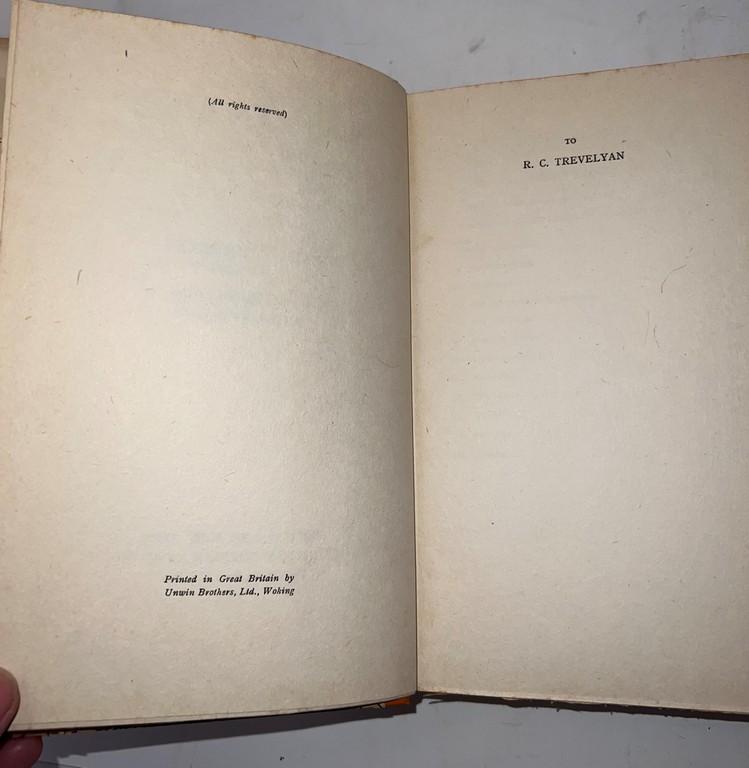 (All rights reserved)
Printed in Great Britain by
Unwin Brothers, Ltd., Woking
TO
R. C. TREVELYAN